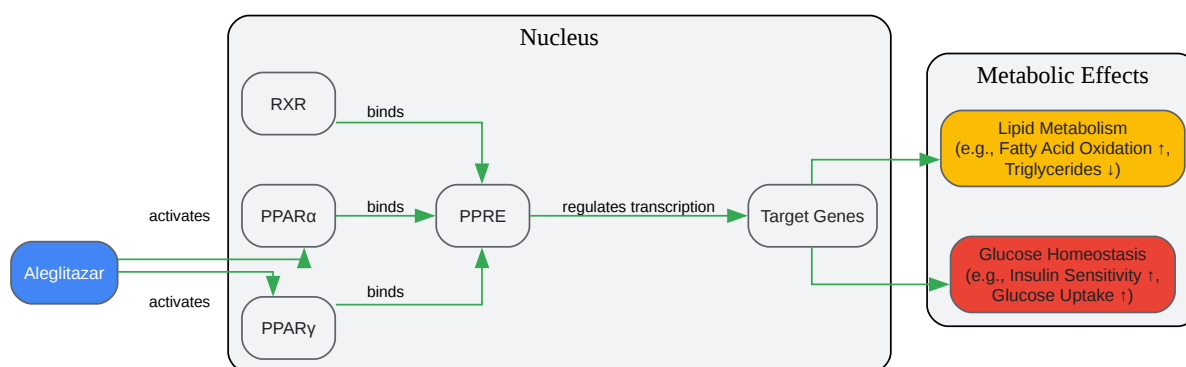 Nucleus
Metabolic Effects
RXR
binds
Lipid Metabolism
(e.g., Fatty Acid Oxidation ↑,
Triglycerides ↓)
activates
PPARα
binds
PPRE
regulates transcription
Target Genes
Aleglitazar
Glucose Homeostasis
(e.g., Insulin Sensitivity ↑,
Glucose Uptake ↑)
activates
PPARγ
binds